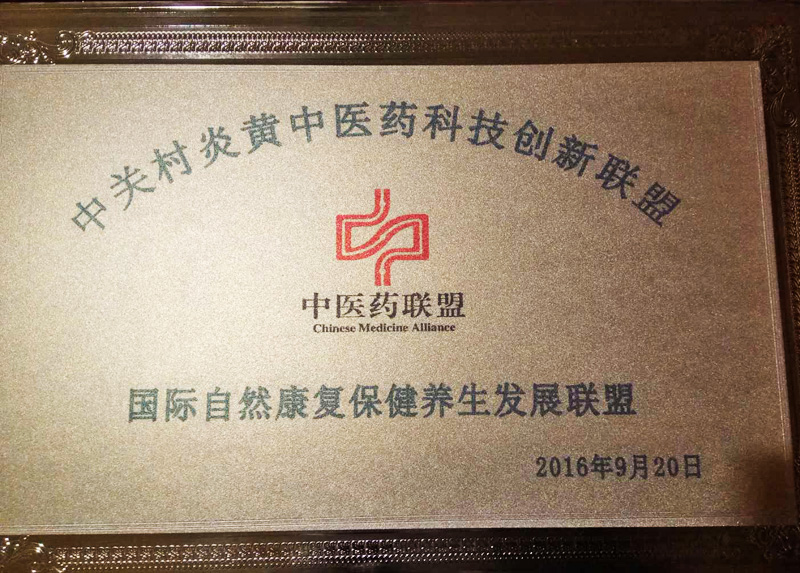 中关村炎黄中医药科技创新联盟
中医药联盟
Chinese Medicine Alliance
国际自然康复保健养生发展联盟
2016年9月20日